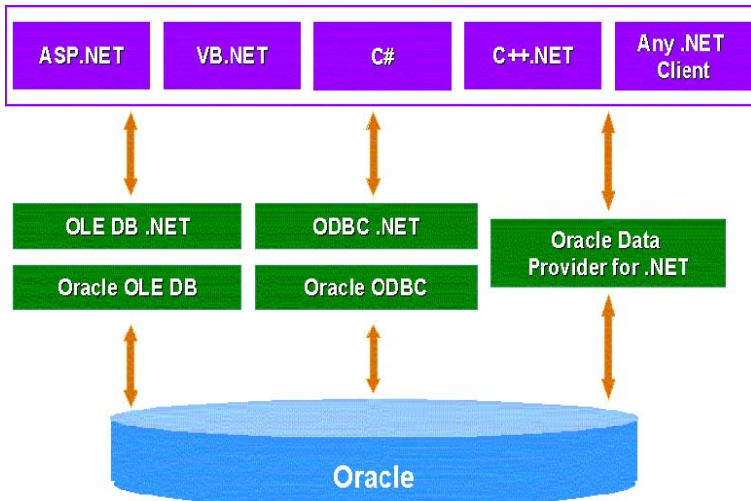 ASP.NET
VB.NET
C#
C++.NET
Any .NET
Client
OLE DB .NET
ODBC .NET
Oracle Data
Provider for .NET
Oracle OLE DB
Oracle ODBC
Oracle